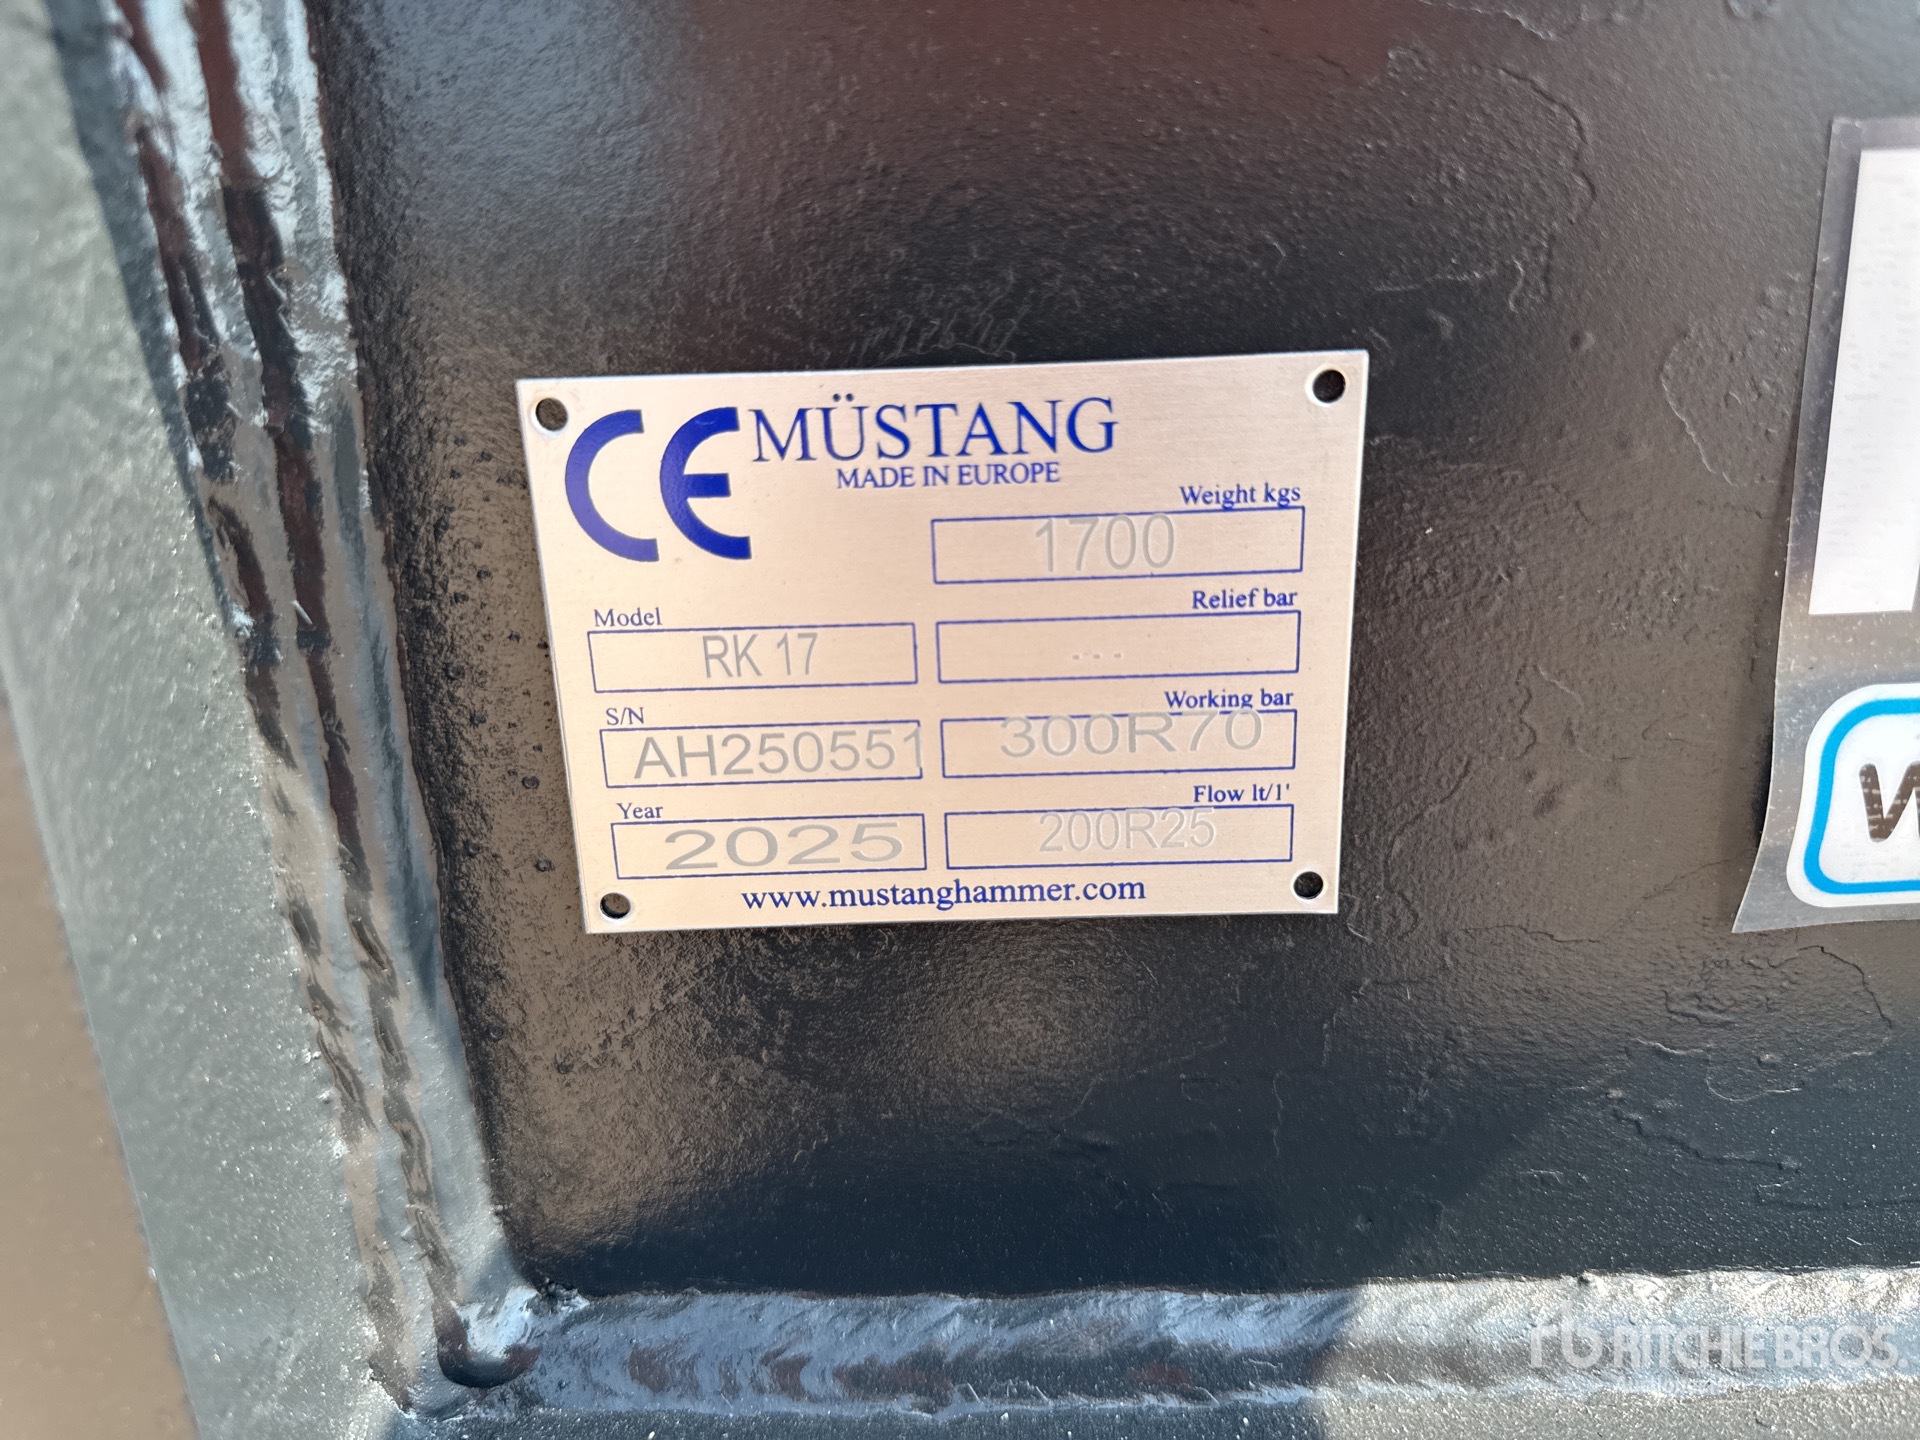 CE MÜSTANG
MADE IN EUROPE
Weight kgs
1700
Model
RK 17
Relief bar
---
S/N
AH250551
Working bar
300R70
Year
2025
Flow lt/1'
200R25
www.mustanghammer.com
rb RITCHIE BROS.